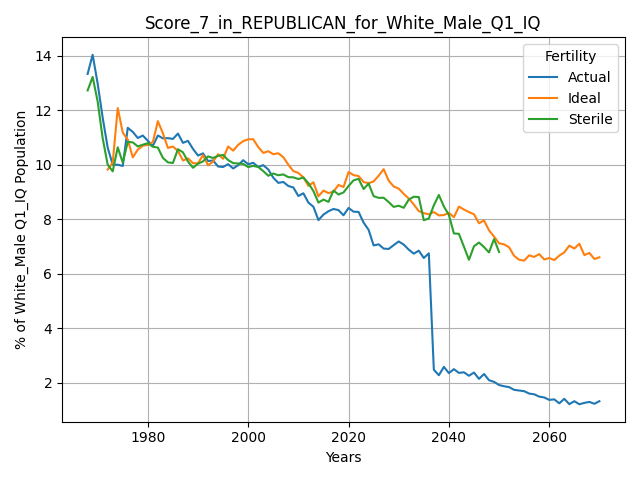 Score_7_in_REPUBLICAN_for_White_Male_Q1_IQ
Fertility
Actual
Ideal
Sterile
% of White_Male Q1_IQ Population
14
12
10
8
6
4
2
1980
2000
2020
2040
2060
Years